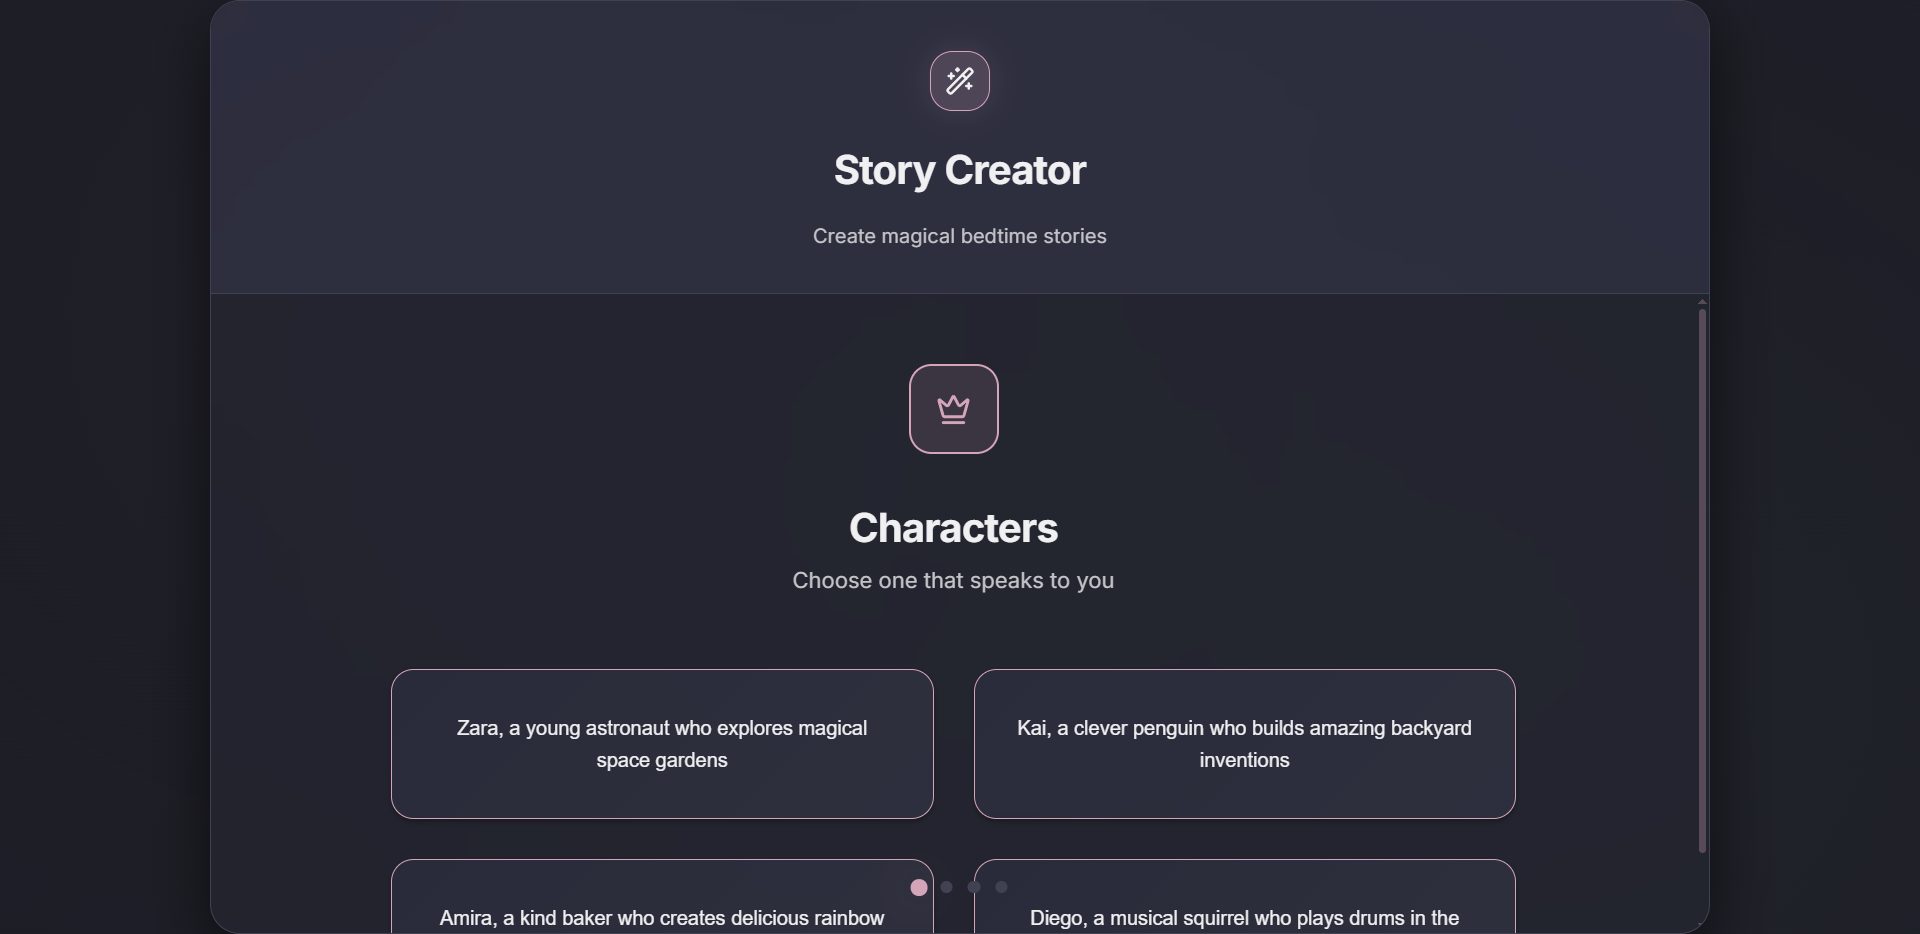 Story Creator
Create magical bedtime stories
Characters
Choose one that speaks to you
Zara, a young astronaut who explores magical
space gardens
Kai, a clever penguin who builds amazing backyard
inventions
Amira, a kind baker who creates delicious rainbow
Diego, a musical squirrel who plays drums in the